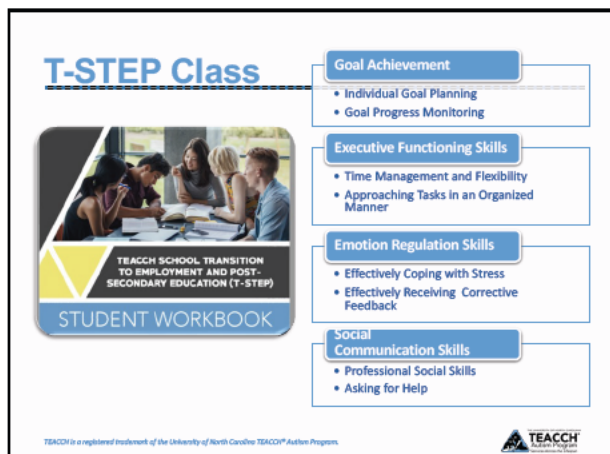 T-STEP Class
TEACCH SCHOOL TRANSITION
TO EMPLOYMENT AND POST-
SECONDARY EDUCATION (T-STEP)
STUDENT WORKBOOK
Goal Achievement
• Individual Goal Planning
• Goal Progress Monitoring
Executive Functioning Skills
• Time Management and Flexibility
• Approaching Tasks in an Organized
Manner
Emotion Regulation Skills
• Effectively Coping with Stress
• Effectively Receiving Corrective
Feedback
Social
Communication Skills
• Professional Social Skills
• Asking for Help
TEACCH is a registered trademark of the University of North Carolina TEACCH® Autism Program.
TEACCH
Autism Program